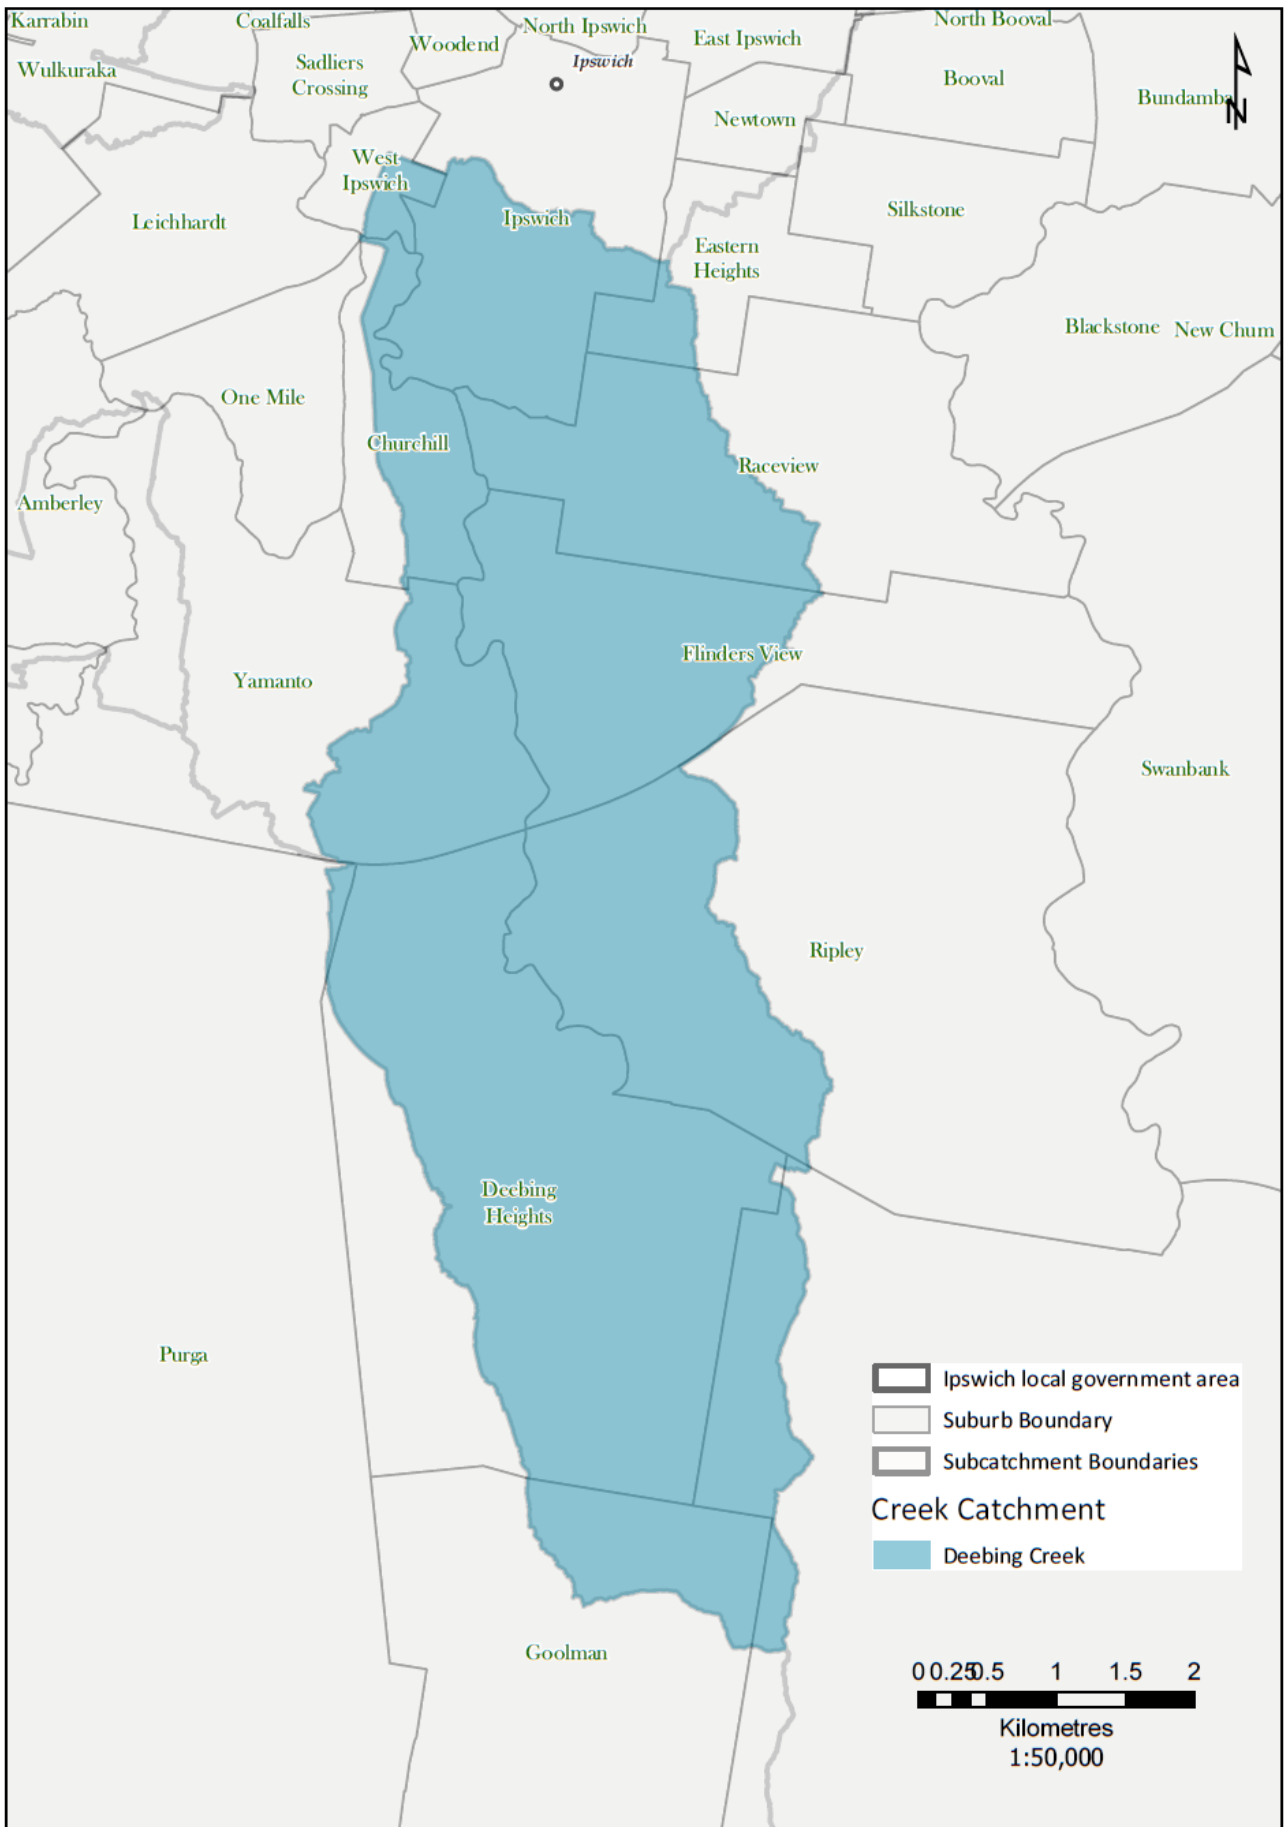 Karrabin
Coalfalls
North Ipswich
North Booval
Woodend
East Ipswich
Sadliers
Crossing
Ipswich
Wulkuraka
Booval
Bundamba
N
Newtown
West
Ipswich
Leichhardt
Ipswich
Silkstone
Eastern
Heights
Blackstone
New Chum
One Mile
Churchill
Raceview
Amberley
Flinders View
Yamanto
Swanbank
Ripley
Deebing
Heights
Purga
Ipswich local government area
Suburb Boundary
Subcatchment Boundaries
Creek Catchment
Deebing Creek
Goolman
0 0.25 0.5 1 1.5 2
Kilometres
1:50,000